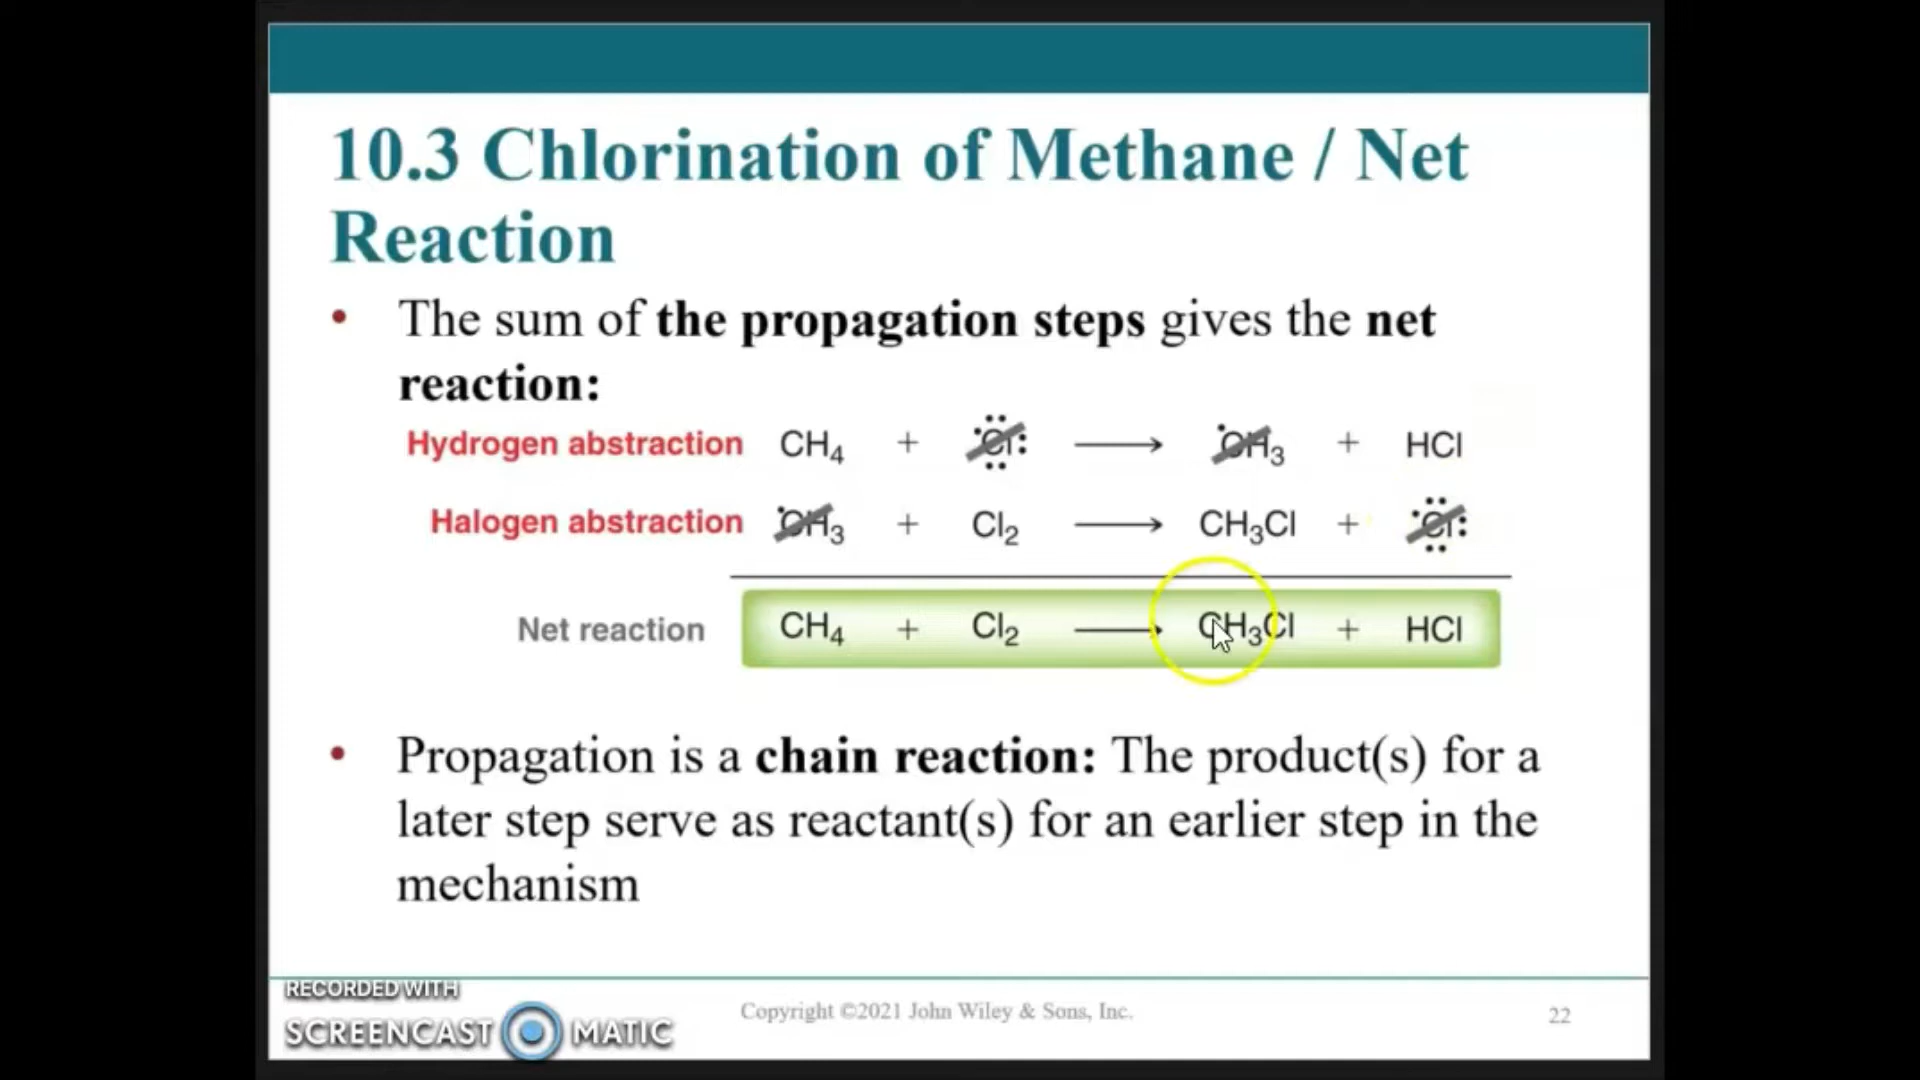 10.3 Chlorination of Methane / Net
Reaction
• The sum of the propagation steps gives the net
reaction:
Hydrogen abstraction CH₄ + ·Cl: → ·CH₃ + HCl
Halogen abstraction ·CH₃ + Cl₂ → CH₃Cl + ·Cl:
Net reaction CH₄ + Cl₂ → CH₃Cl + HCl
• Propagation is a chain reaction: The product(s) for a
later step serve as reactant(s) for an earlier step in the
mechanism
RECORDED WITH
SCREENCAST MATIC
Copyright ©2021 John Wiley & Sons, Inc.
22